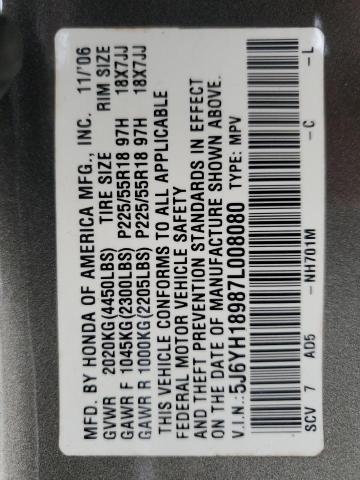 MFD. BY HONDA OF AMERICA MFG., INC. 11/'06
GVWR 2020KG(4450LBS) TIRE SIZE RIM SIZE
GAWR F 1045KG(2300LBS) P225/55R18 97H 18X7JJ
GAWR R 1000KG(2205LBS) P225/55R18 97H 18X7JJ
THIS VEHICLE CONFORMS TO ALL APPLICABLE
FEDERAL MOTOR VEHICLE SAFETY
AND THEFT PREVENTION STANDARDS IN EFFECT
ON THE DATE OF MANUFACTURE SHOWN ABOVE.
V.I.N.: 5J6YH18987L008080 TYPE: MPV
SCV 7 A05 -NH701M -C -L